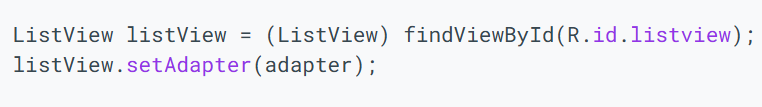 ListView listView = (ListView) findViewById(R.id.listview);
listView.setAdapter(adapter);